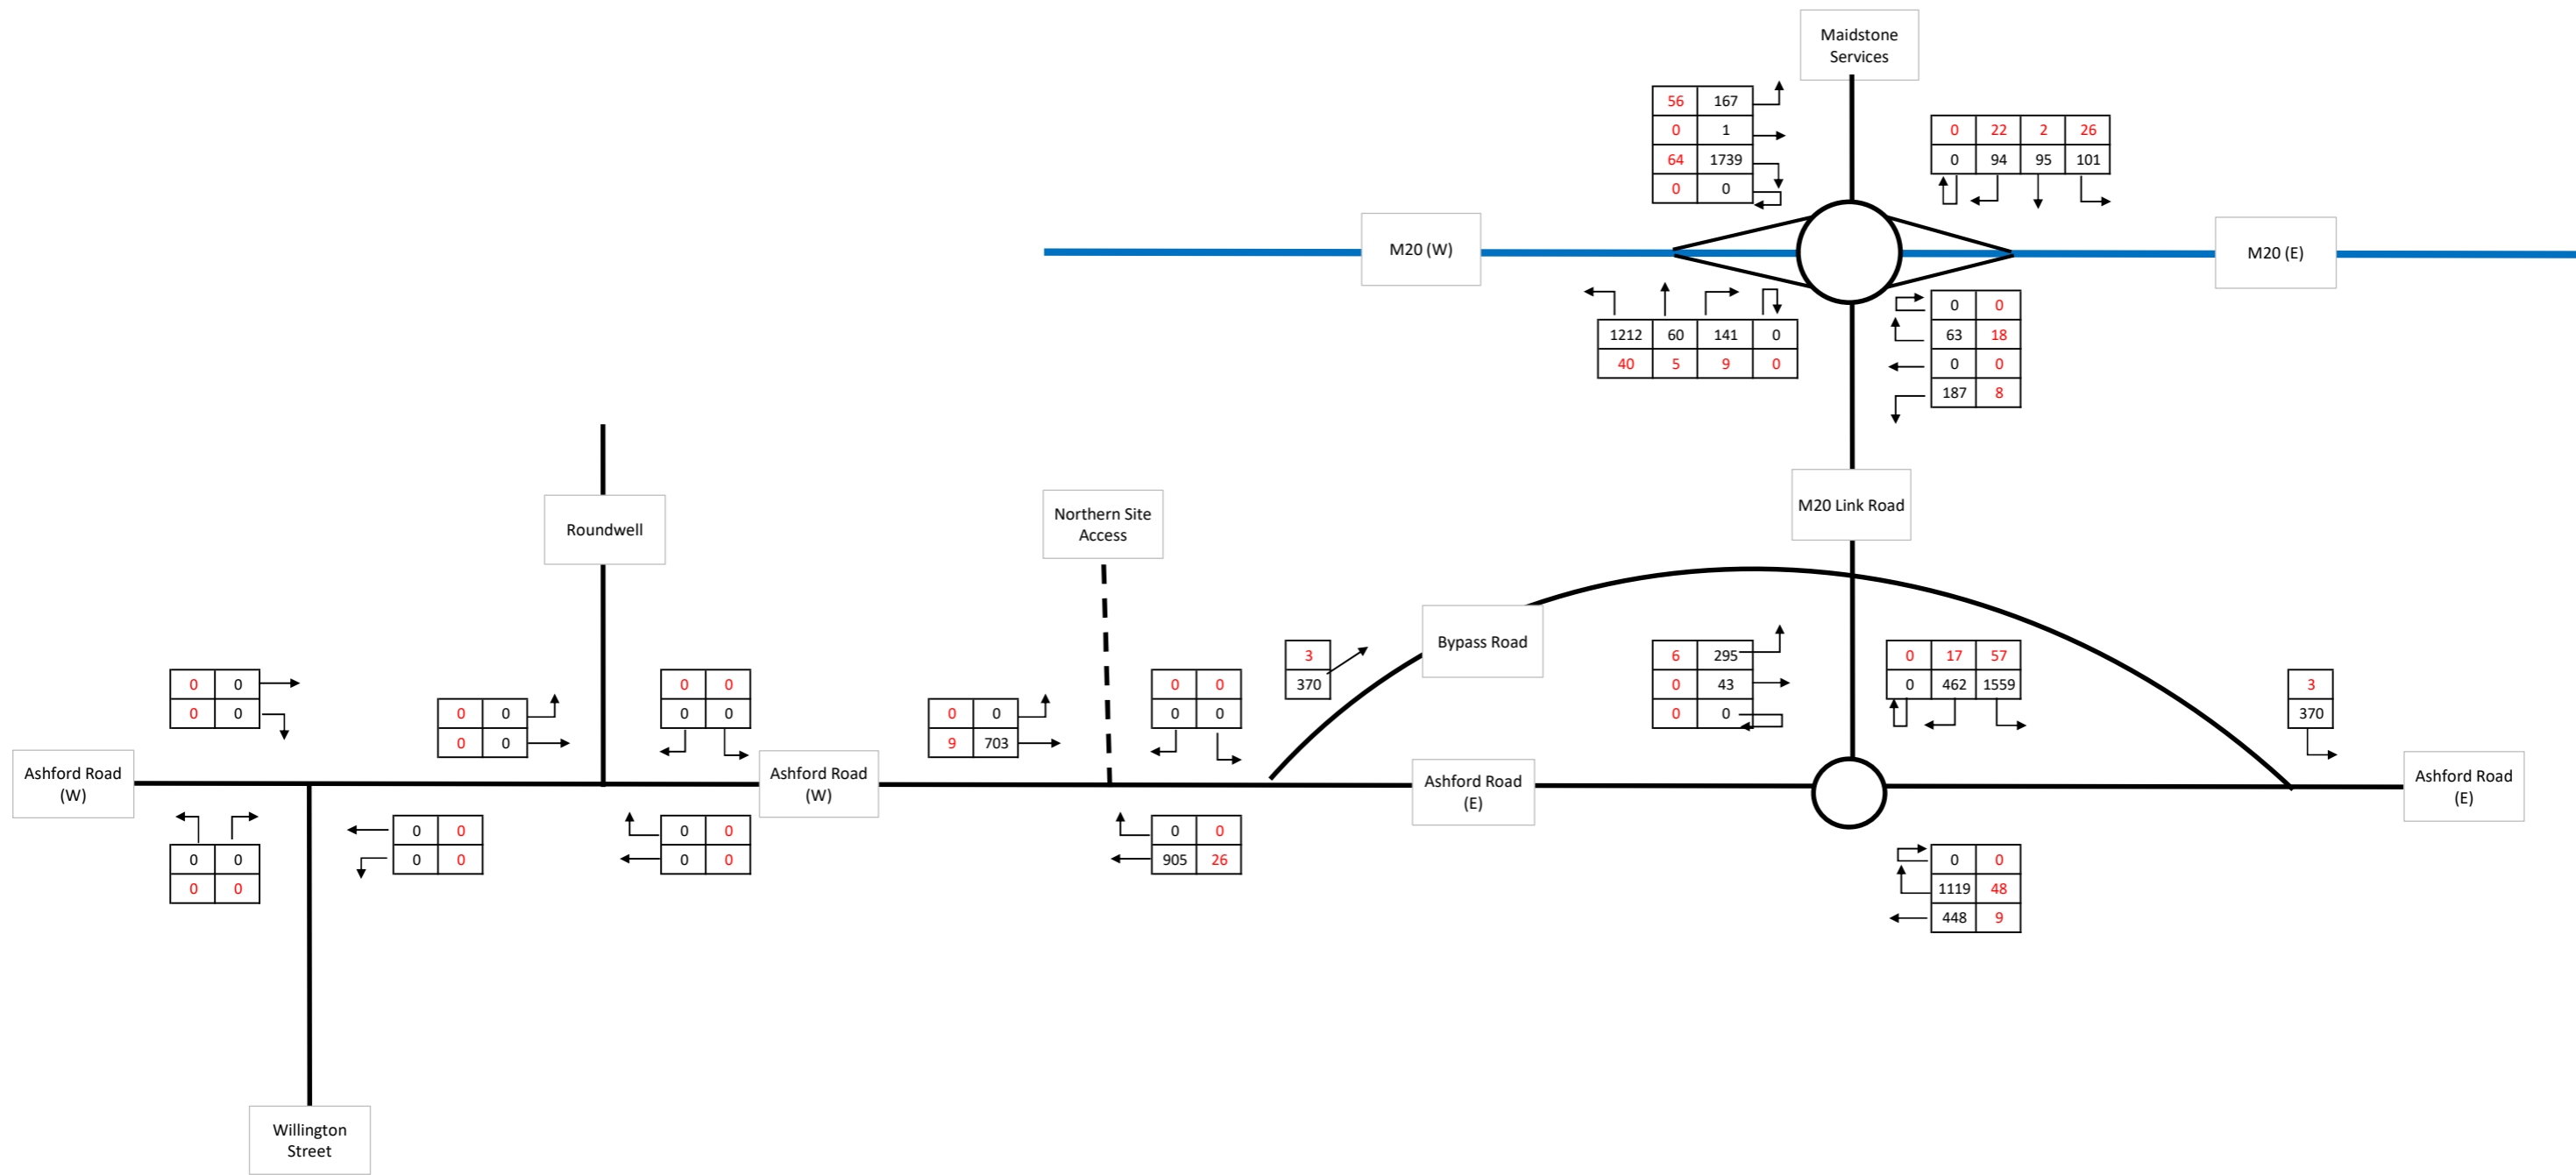 Maidstone
Services
56 167
0 1
64 1739
0 0
0 22 2 26
0 94 95 101
M20 (W)
M20 (E)
1212 60 141 0
40 5 9 0
0 0
63 18
0 0
187 8
M20 Link Road
Roundwell
Northern Site
Access
Bypass Road
0 0
0 0
0 0
0 0
0 0
0 0
0 0
9 703
0 0
0 0
3
370
6 295
0 43
0 0
0 17 57
0 462 1559
3
370
Ashford Road
(W)
Ashford Road
(W)
Ashford Road
(E)
Ashford Road
(E)
0 0
0 0
0 0
0 0
0 0
0 0
0 0
905 26
0 0
1119 48
448 9
Willington
Street